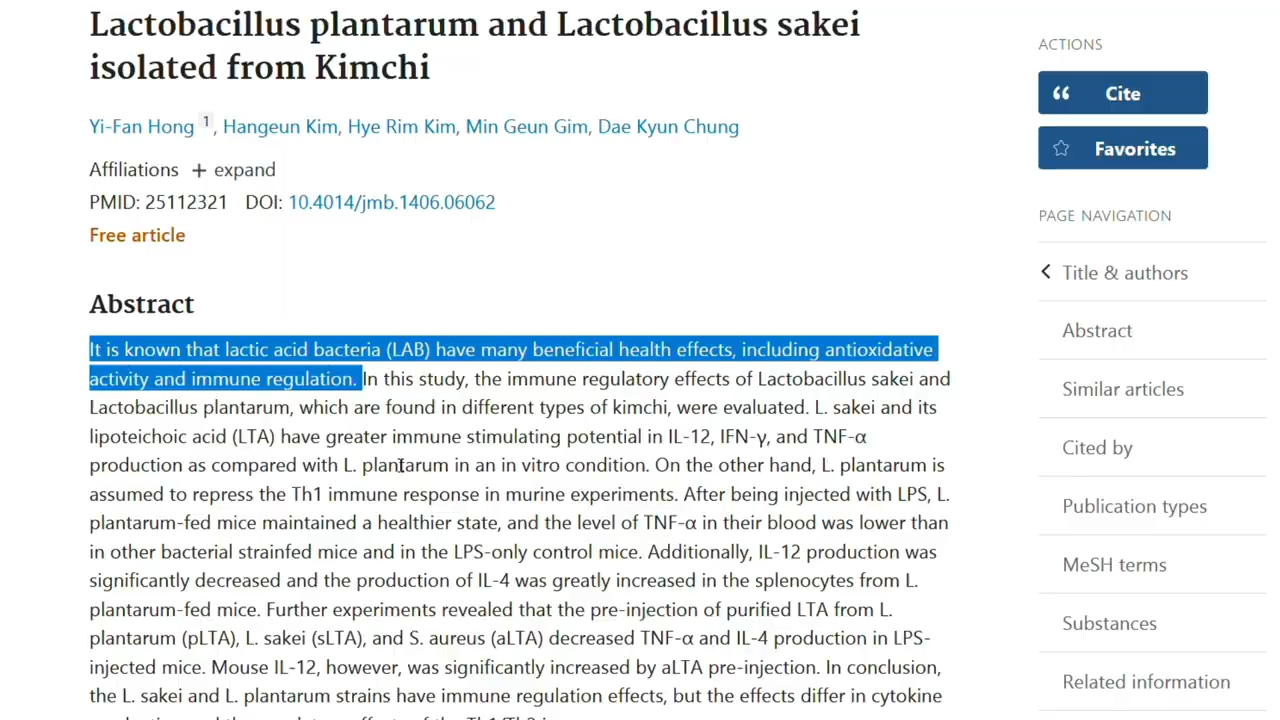 Lactobacillus plantarum and Lactobacillus sakei
isolated from Kimchi
Yi-Fan Hong 1, Hangeun Kim, Hye Rim Kim, Min Geun Gim, Dae Kyun Chung
Affiliations + expand
PMID: 25112321 DOI: 10.4014/jmb.1406.06062
Free article
Abstract
It is known that lactic acid bacteria (LAB) have many beneficial health effects, including antioxidative
activity and immune regulation. In this study, the immune regulatory effects of Lactobacillus sakei and
Lactobacillus plantarum, which are found in different types of kimchi, were evaluated. L. sakei and its
lipoteichoic acid (LTA) have greater immune stimulating potential in IL-12, IFN-γ, and TNF-α
production as compared with L. plantarum in an in vitro condition. On the other hand, L. plantarum is
assumed to repress the Th1 immune response in murine experiments. After being injected with LPS, L.
plantarum-fed mice maintained a healthier state, and the level of TNF-α in their blood was lower than
in other bacterial strainfed mice and in the LPS-only control mice. Additionally, IL-12 production was
significantly decreased and the production of IL-4 was greatly increased in the splenocytes from L.
plantarum-fed mice. Further experiments revealed that the pre-injection of purified LTA from L.
plantarum (pLTA), L. sakei (sLTA), and S. aureus (aLTA) decreased TNF-α and IL-4 production in LPS-
injected mice. Mouse IL-12, however, was significantly increased by aLTA pre-injection. In conclusion,
the L. sakei and L. plantarum strains have immune regulation effects, but the effects differ in cytokine
ACTIONS
Cite
Favorites
PAGE NAVIGATION
Title & authors
Abstract
Similar articles
Cited by
Publication types
MeSH terms
Substances
Related information